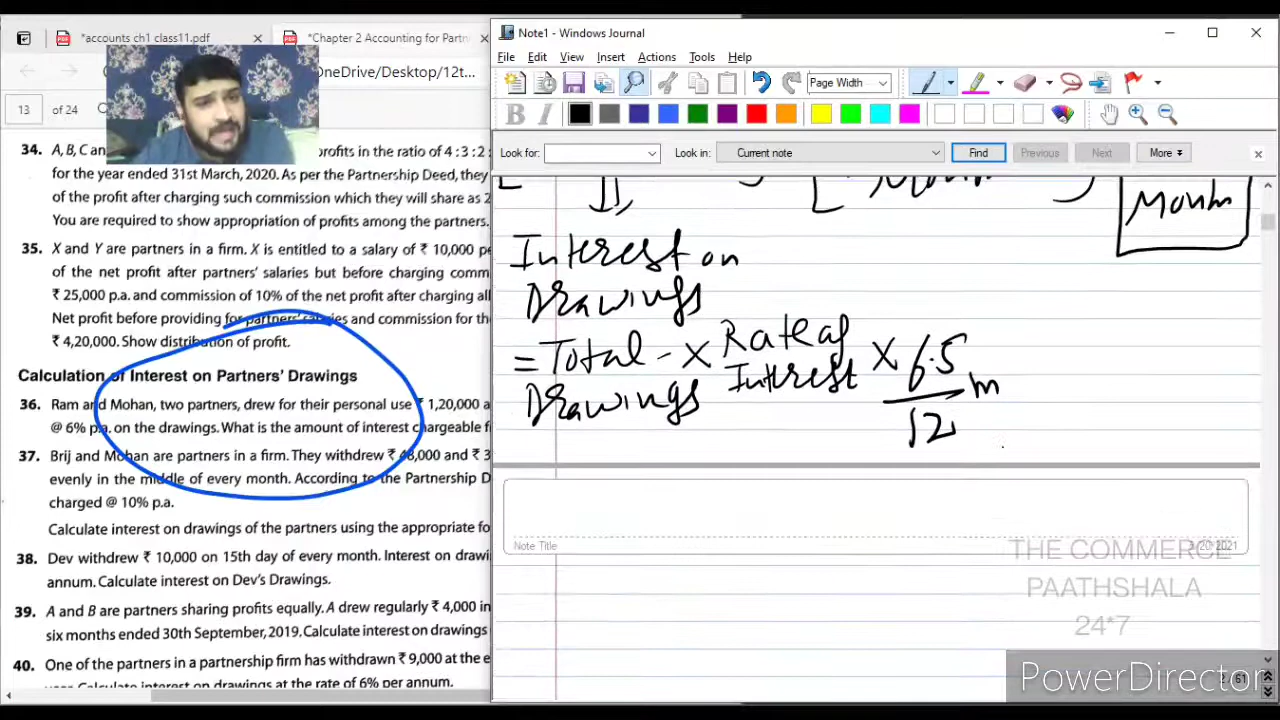 *accounts ch1 class11.pdf
*Chapter 2 Accounting for Partn
Note1 - Windows Journal
OneDrive/Desktop/12t...
File Edit View Insert Actions Tools Help
13 of 24
Page Width
B I
Look for: Look in: Current note Find Previous Next More
34. A, B, C an profits in the ratio of 4 : 3 : 2 :
for the year ended 31st March, 2020. As per the Partnership Deed, they
of the profit after charging such commission which they will share as 2
You are required to show appropriation of profits among the partners.
35. X and Y are partners in a firm. X is entitled to a salary of ₹ 10,000 pe
of the net profit after partners' salaries but before charging comm
₹ 25,000 p.a. and commission of 10% of the net profit after charging all
Net profit before providing for partners' salaries and commission for the
₹ 4,20,000. Show distribution of profit.
Calculation of Interest on Partners' Drawings
36. Ram and Mohan, two partners, drew for their personal use ₹ 1,20,000 a
@ 6% p.a. on the drawings. What is the amount of interest chargeable f
37. Brij and Mohan are partners in a firm. They withdrew ₹ 48,000 and ₹ 3
evenly in the middle of every month. According to the Partnership D
charged @ 10% p.a.
Calculate interest on drawings of the partners using the appropriate fo
38. Dev withdrew ₹ 10,000 on 15th day of every month. Interest on drawi
annum. Calculate interest on Dev's Drawings.
39. A and B are partners sharing profits equally. A drew regularly ₹ 4,000 in
six months ended 30th September, 2019. Calculate interest on drawings
40. One of the partners in a partnership firm has withdrawn ₹ 9,000 at the e
year. Calculate interest on drawings at the rate of 6% per annum.
Month
Interest on
Drawings
= Total × Rate of × 6.5
Drawings Interest 12 m
Note Title
THE COMMERCE
PAATHSHALA
24*7
PowerDirector